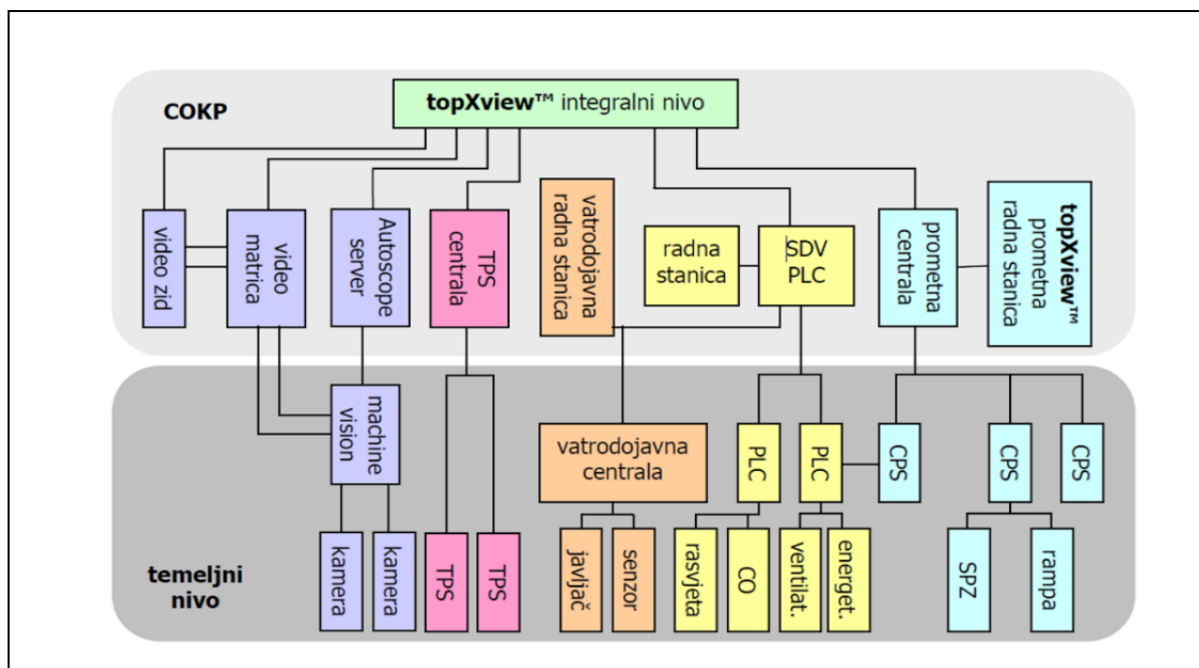 topXview™ integralni nivo
COKP
video zid
video
matrica
Autoscope
server
TPS
centrala
vatrodojavna
radna stanica
radna
stanica
SDV
PLC
prometna
centrala
topXview™
prometna
radna stanica
machine
vision
vatrodojavna
centrala
PLC
PLC
CPS
CPS
CPS
kamera
kamera
TPS
TPS
javljač
senzor
rasvjeta
CO
ventilat.
energet.
SPZ
rampa
temeljni
nivo